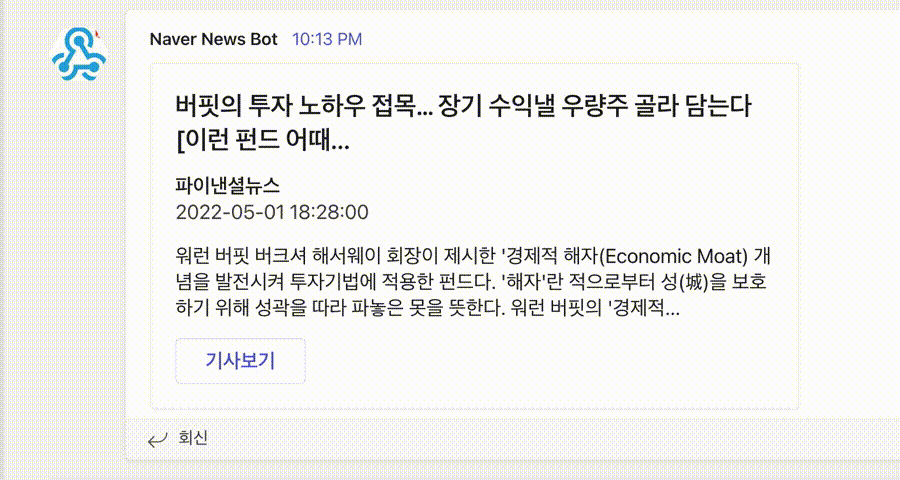 Naver News Bot 10:13 PM
버핏의 투자 노하우 접목... 장기 수익낼 우량주 골라 담는다
[이런 펀드 어때...
파이낸셜뉴스
2022-05-01 18:28:00
워런 버핏 버크셔 해서웨이 회장이 제시한 '경제적 해자(Economic Moat) 개
념을 발전시켜 투자기법에 적용한 펀드다. '해자'란 적으로부터 성(城)을 보호
하기 위해 성곽을 따라 파놓은 못을 뜻한다. 워런 버핏의 '경제적...
기사보기
회신